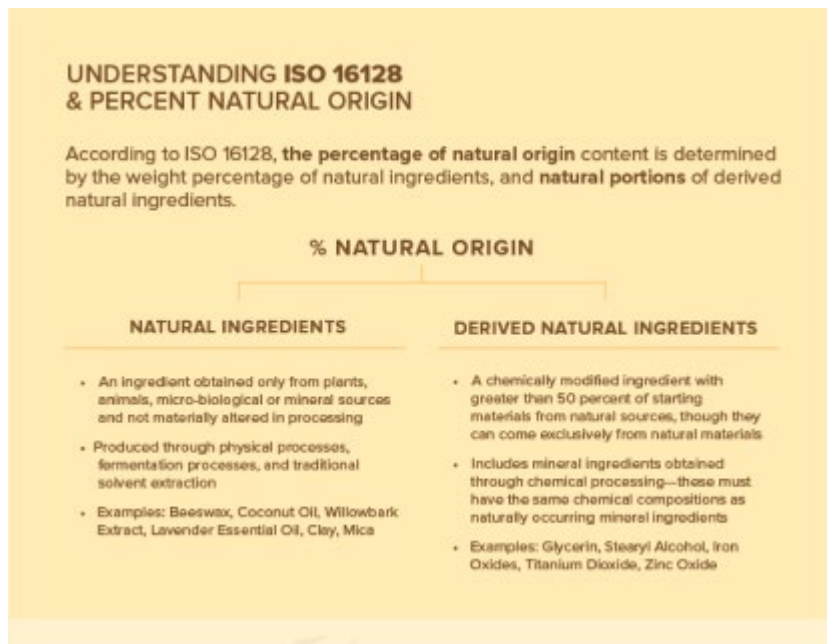 UNDERSTANDING ISO 16128
& PERCENT NATURAL ORIGIN
According to ISO 16128, the percentage of natural origin content is determined
by the weight percentage of natural ingredients, and natural portions of derived
natural ingredients.
% NATURAL ORIGIN
NATURAL INGREDIENTS
• An ingredient obtained only from plants,
animals, micro-biological or mineral sources
and not materially altered in processing
• Produced through physical processes,
fermentation processes, and traditional
solvent extraction
• Examples: Beeswax, Coconut Oil, Willowbark
Extract, Lavender Essential Oil, Clay, Mica
DERIVED NATURAL INGREDIENTS
• A chemically modified ingredient with
greater than 50 percent of starting
materials from natural sources, though they
can come exclusively from natural materials
• Includes mineral ingredients obtained
through chemical processing—these must
have the same chemical compositions as
naturally occurring mineral ingredients
• Examples: Glycerin, Stearyl Alcohol, Iron
Oxides, Titanium Dioxide, Zinc Oxide